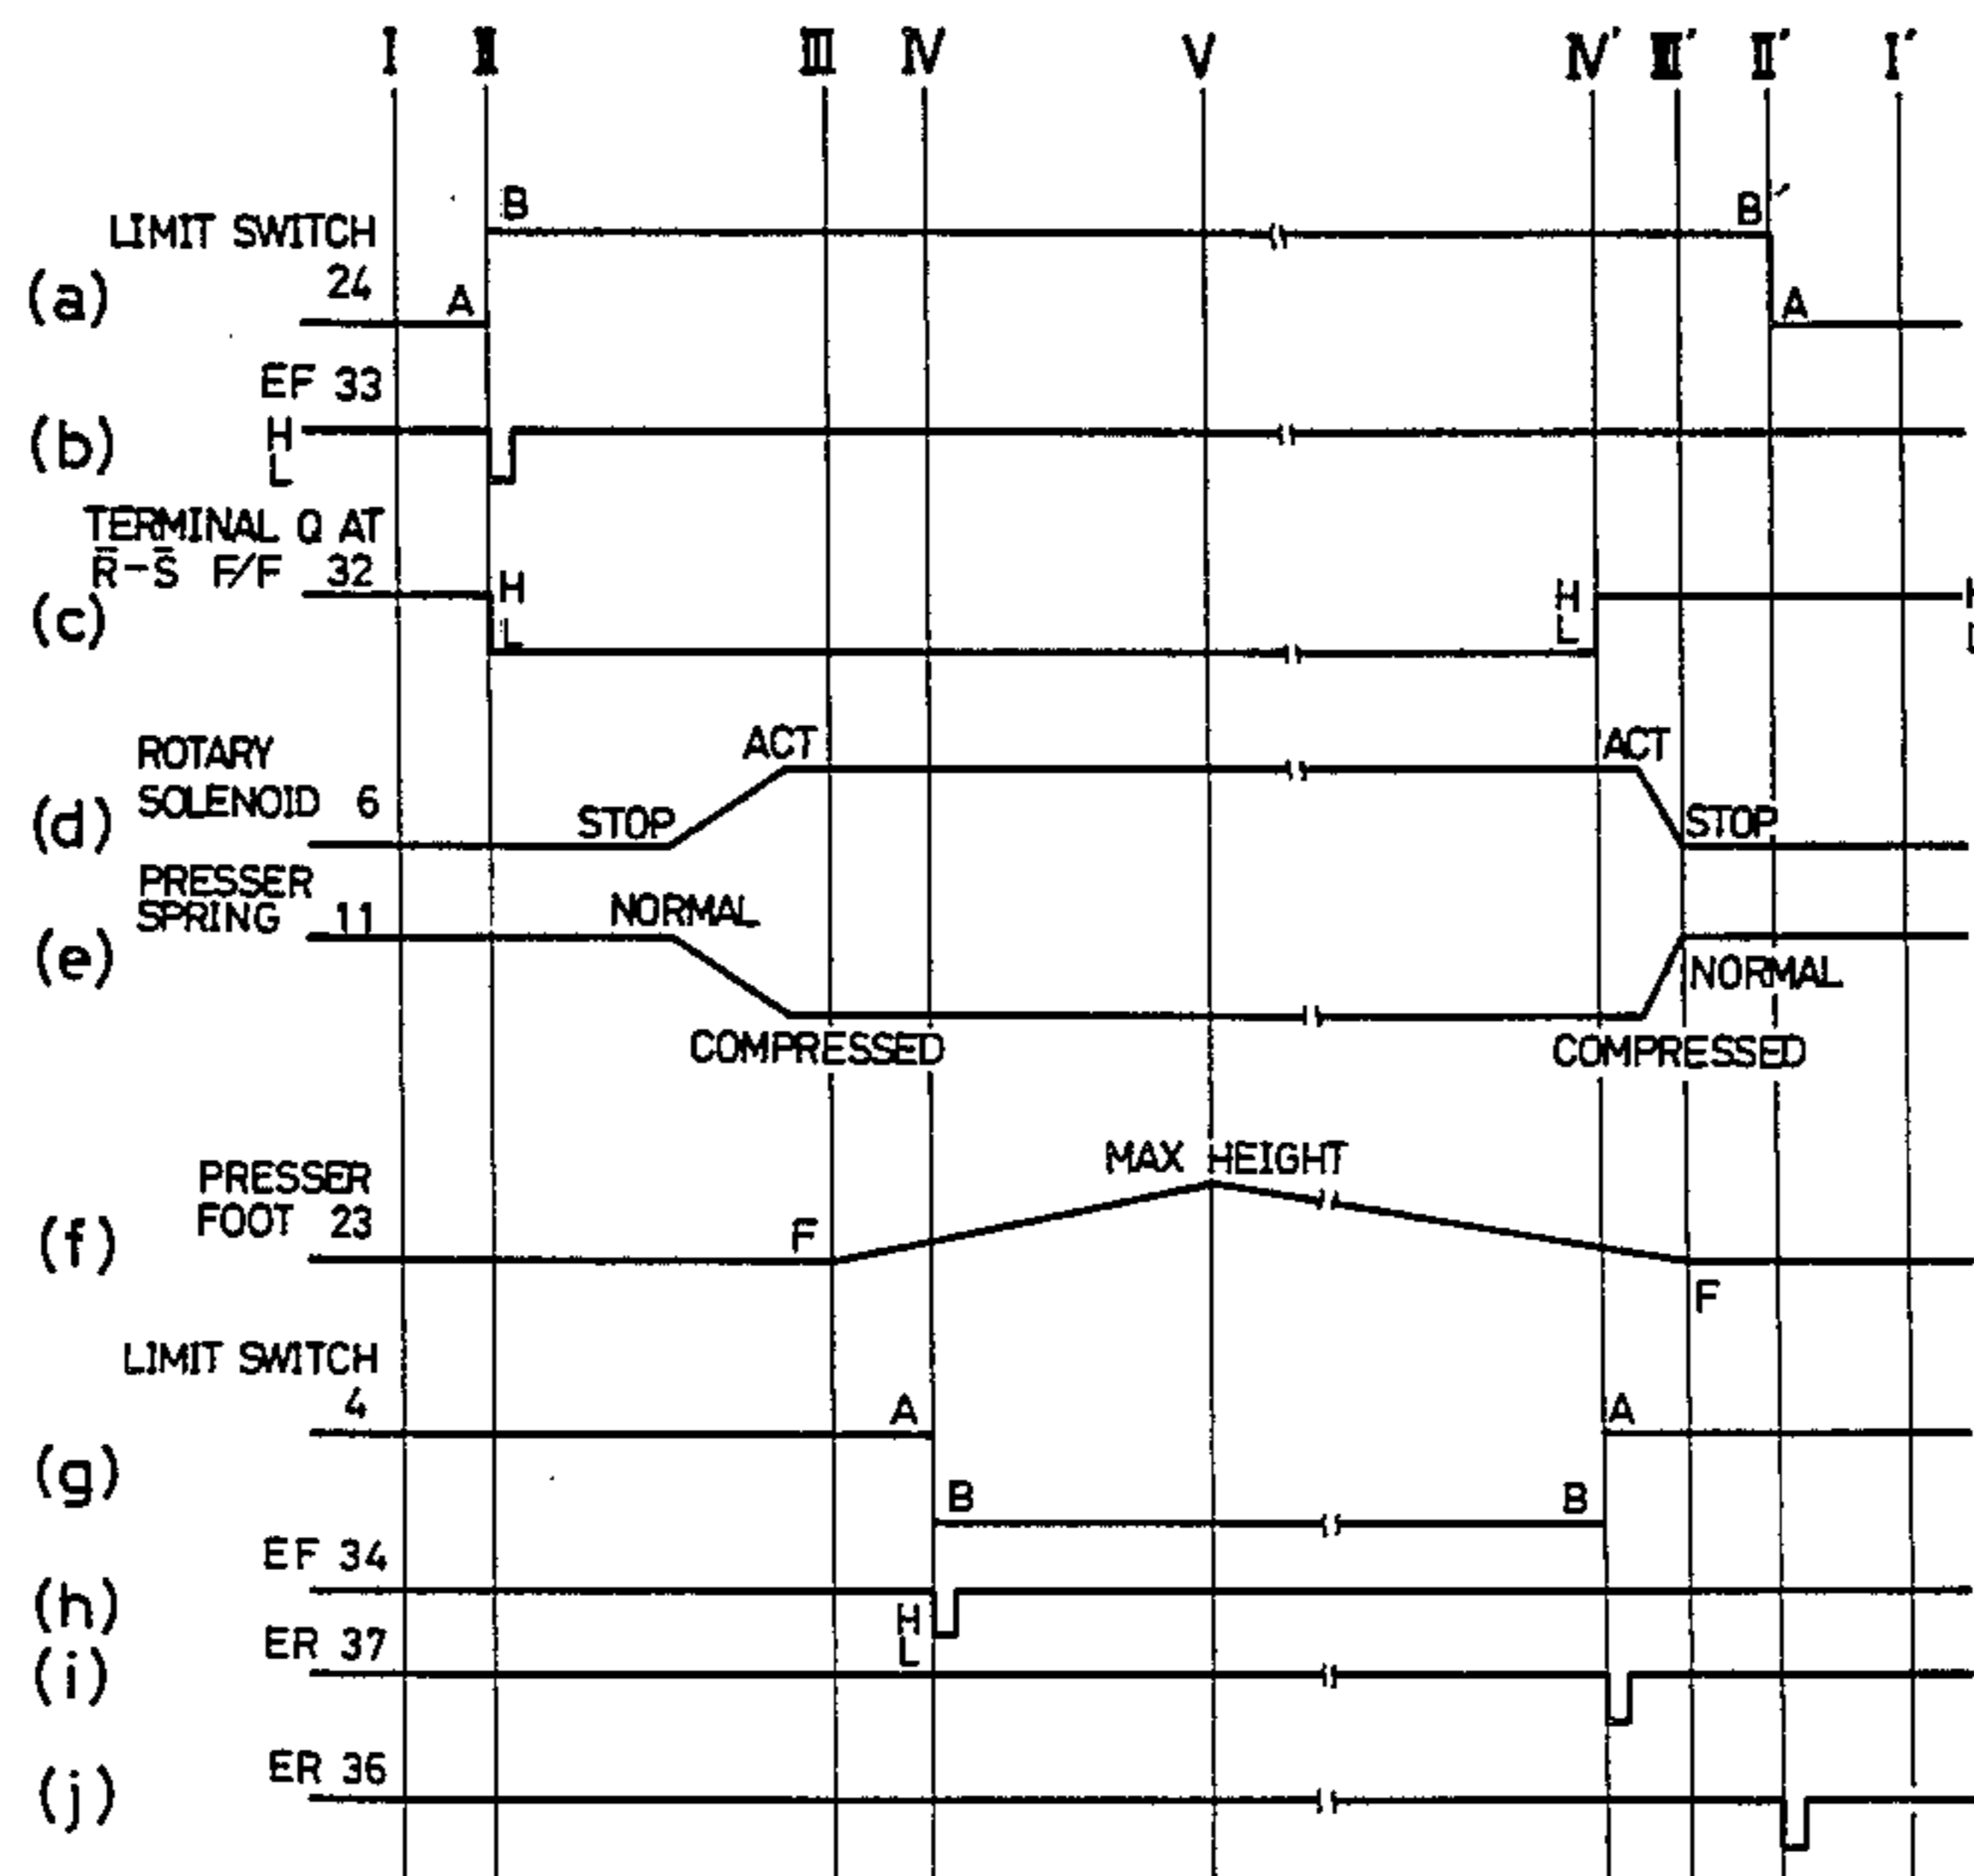 I II III IV V IV' III' II' I'
B B'
LIMIT SWITCH
24
(a) A A
EF 33
(b) H
L
TERMINAL Q AT
R̄-S̄ F/F 32
(c) H H
L L
ROTARY ACT ACT
SOLENOID 6
(d) STOP STOP
PRESSER
SPRING 11 NORMAL
(e) NORMAL
COMPRESSED COMPRESSED
MAX HEIGHT
PRESSER
FOOT 23
(f) F F
LIMIT SWITCH
4 A A
(g) B B
EF 34
(h) H
L
ER 37
(i)
ER 36
(j)